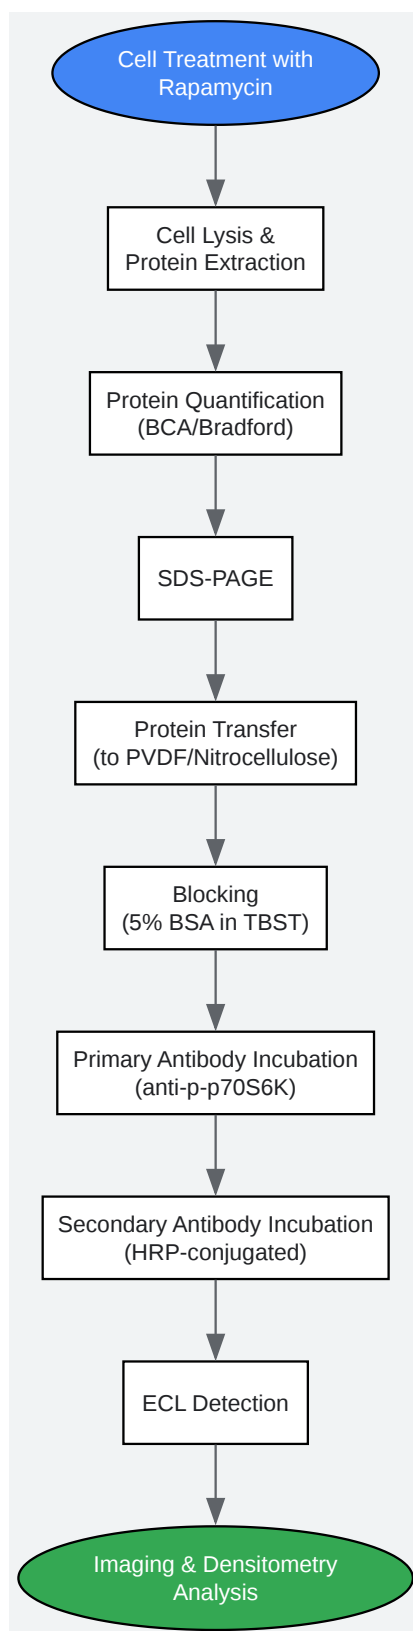 Cell Treatment with
Rapamycin
Cell Lysis &
Protein Extraction
Protein Quantification
(BCA/Bradford)
SDS-PAGE
Protein Transfer
(to PVDF/Nitrocellulose)
Blocking
(5% BSA in TBST)
Primary Antibody Incubation
(anti-p-p70S6K)
Secondary Antibody Incubation
(HRP-conjugated)
ECL Detection
Imaging & Densitometry
Analysis